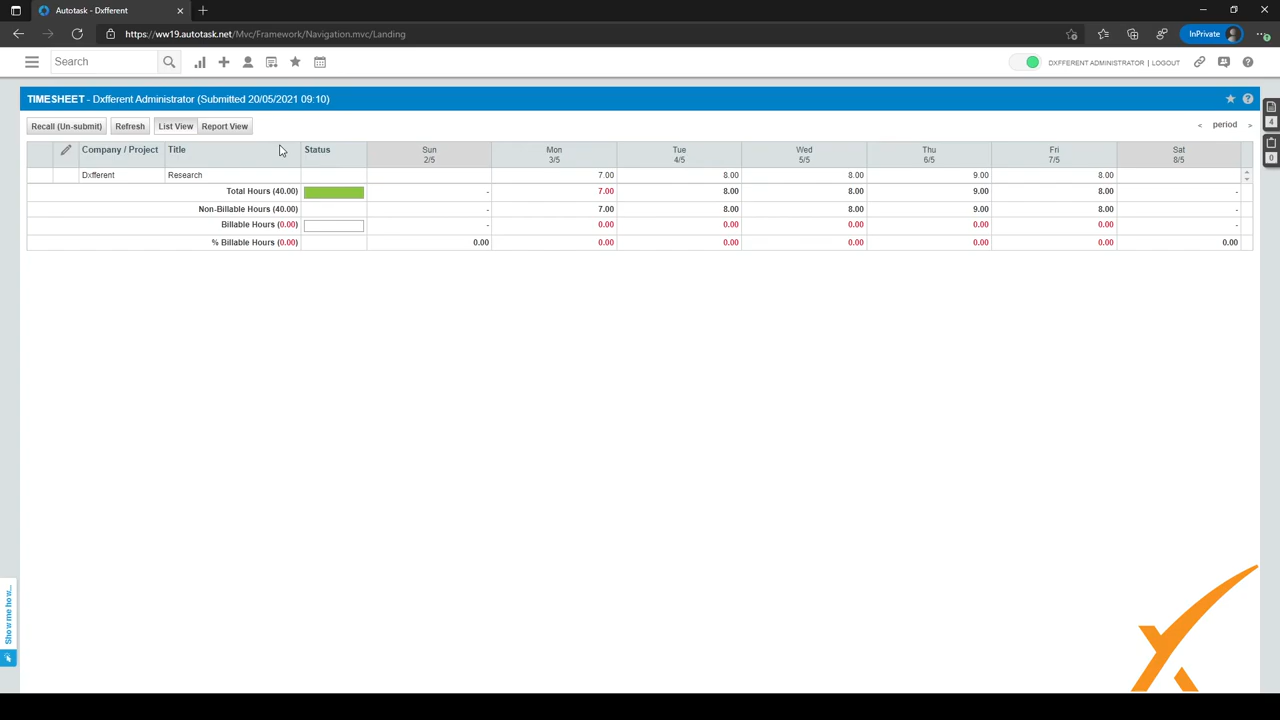 Autotask - Dxfferent
https://ww19.autotask.net/Mvc/Framework/Navigation.mvc/Landing
InPrivate
Search
DXFFERENT ADMINISTRATOR | LOGOUT
TIMESHEET - Dxfferent Administrator (Submitted 20/05/2021 09:10)
4
0
Recall (Un-submit) Refresh List View Report View < period >
Company / Project Title Status Sun Mon Tue Wed Thu Fri Sat
2/5 3/5 4/5 5/5 6/5 7/5 8/5
Dxfferent Research 7.00 8.00 8.00 9.00 8.00
Total Hours (40.00) - 7.00 8.00 8.00 9.00 8.00 -
Non-Billable Hours (40.00) - 7.00 8.00 8.00 9.00 8.00 -
Billable Hours (0.00) - 0.00 0.00 0.00 0.00 0.00 -
% Billable Hours (0.00) 0.00 0.00 0.00 0.00 0.00 0.00 0.00
Show me how...